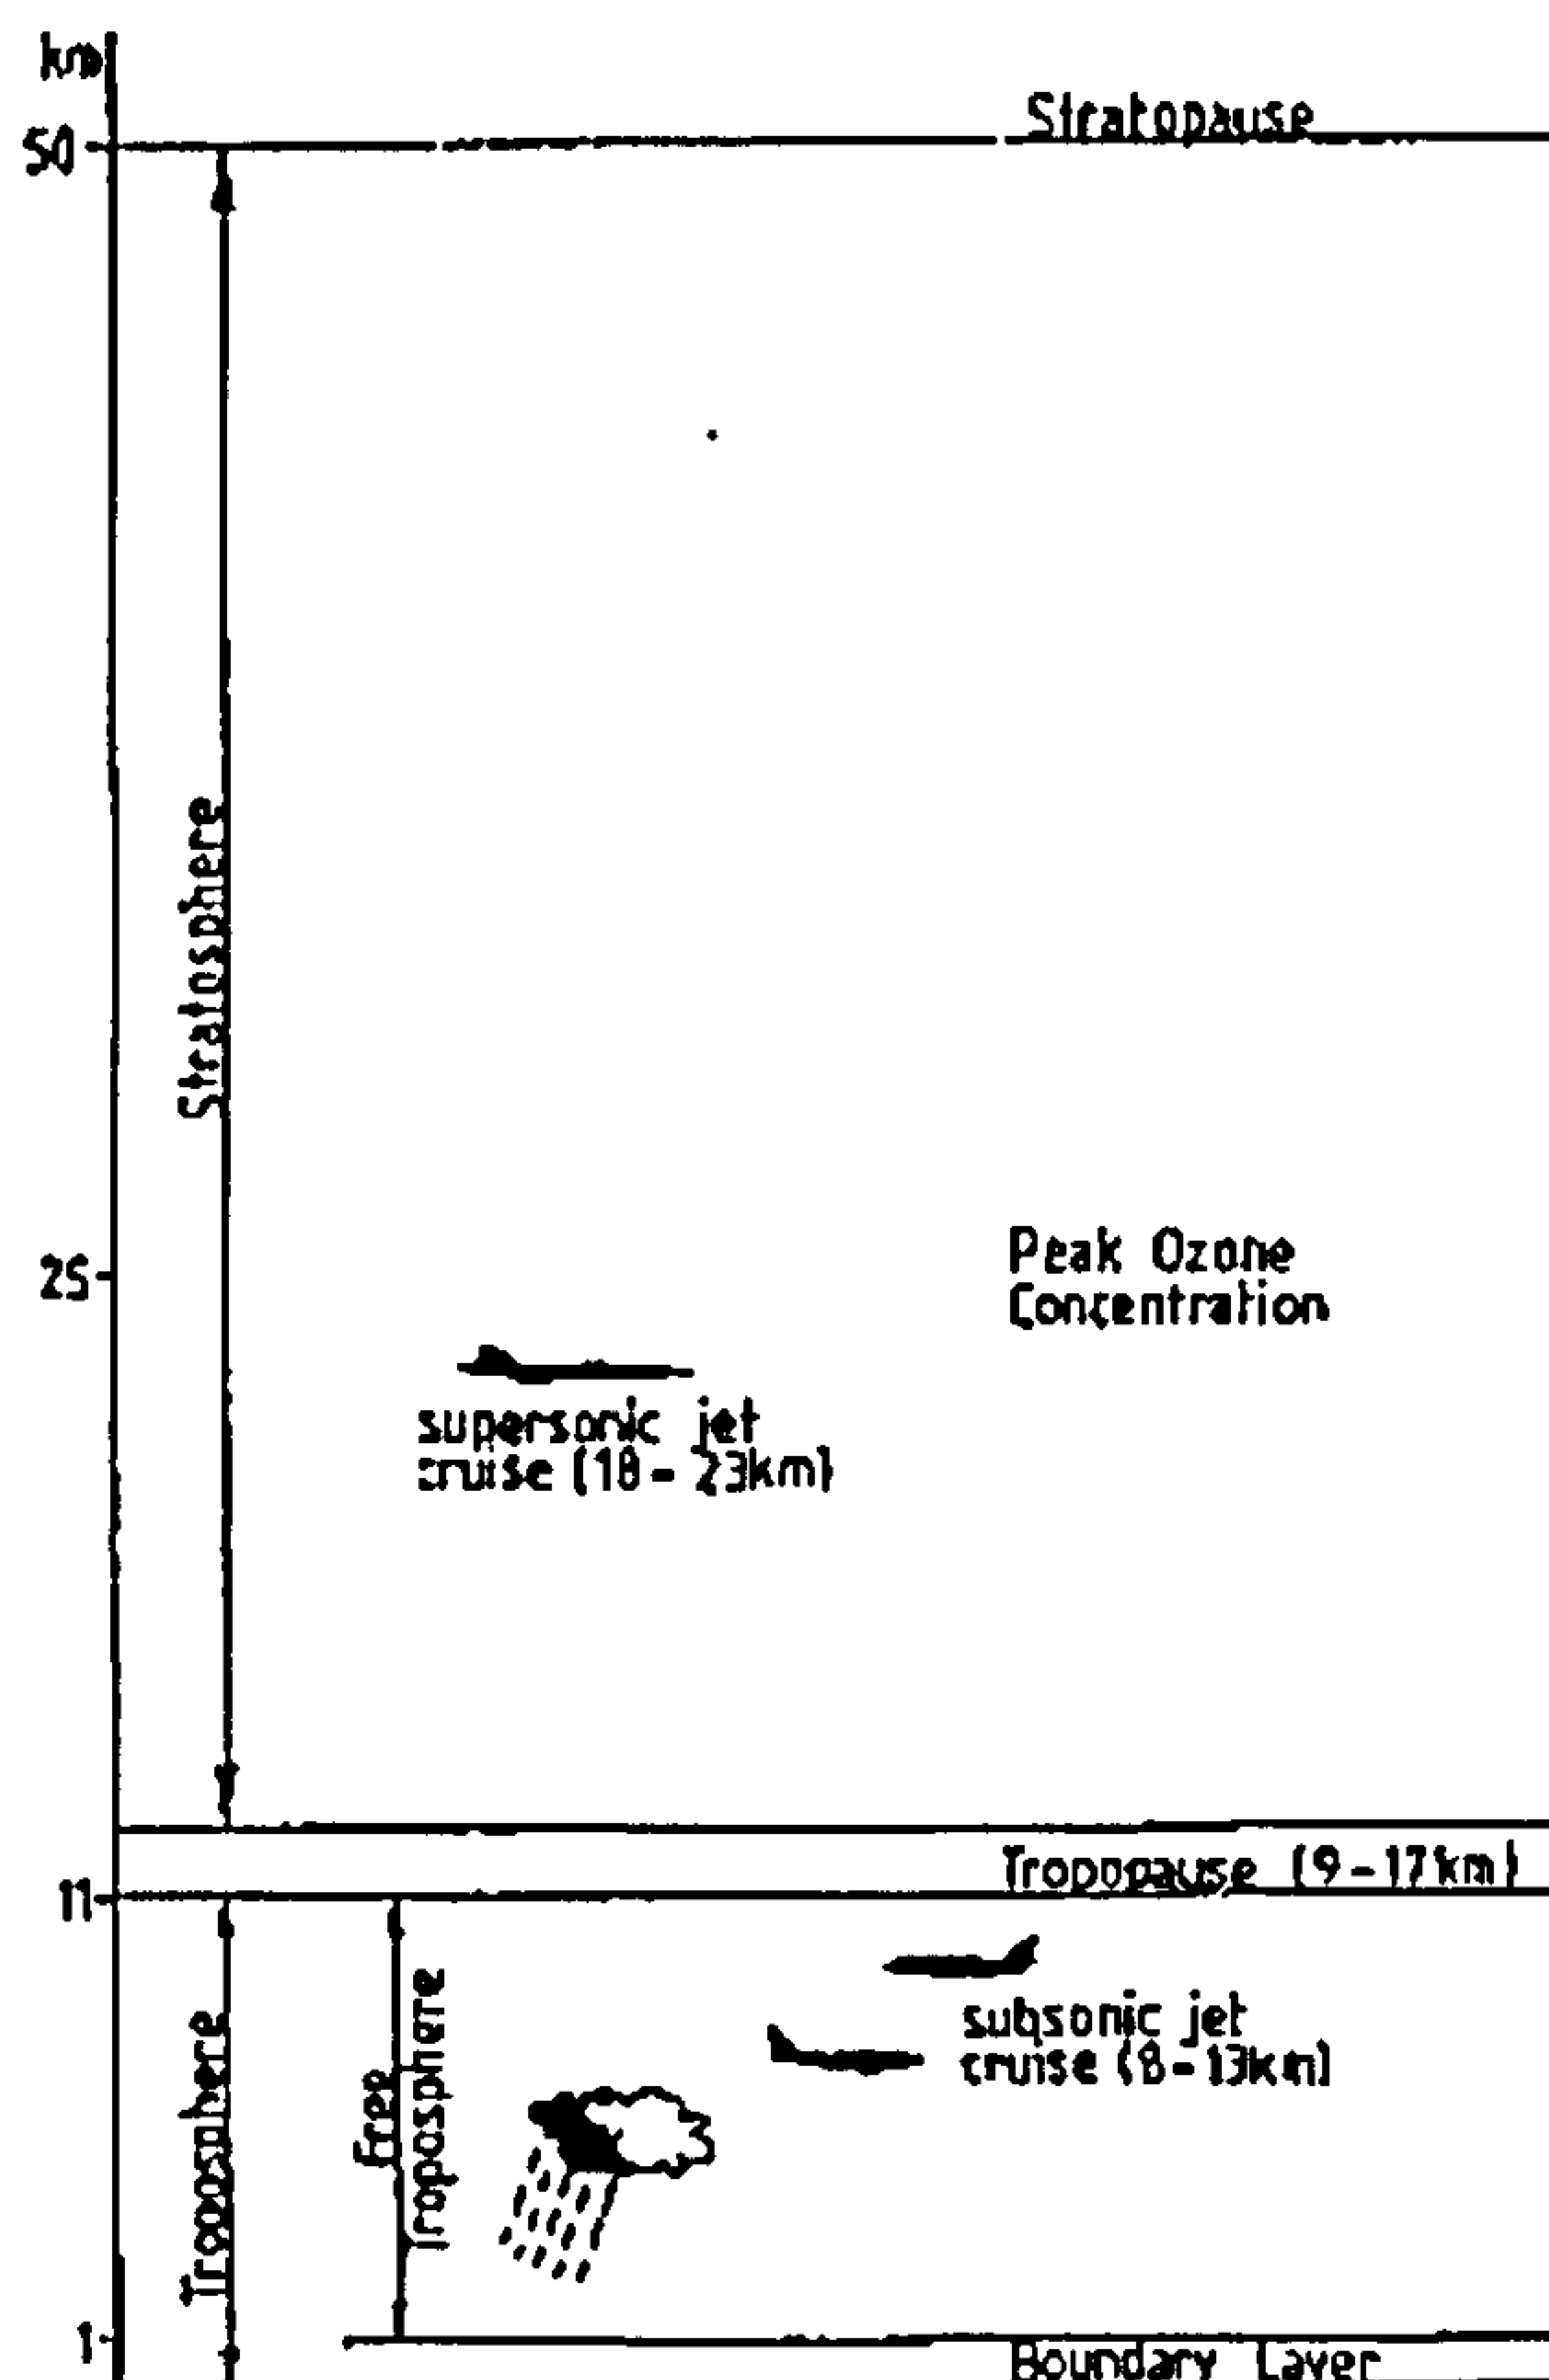 km
50
Stratopause
Stratosphere
25
Peak Ozone
Concentration
supersonic jet
cruise (18 - 23km)
Tropopause (9-17km)
11
subsonic jet
cruise (8-13km)
Troposphere
Free
Troposphere
1
Boundary Layer